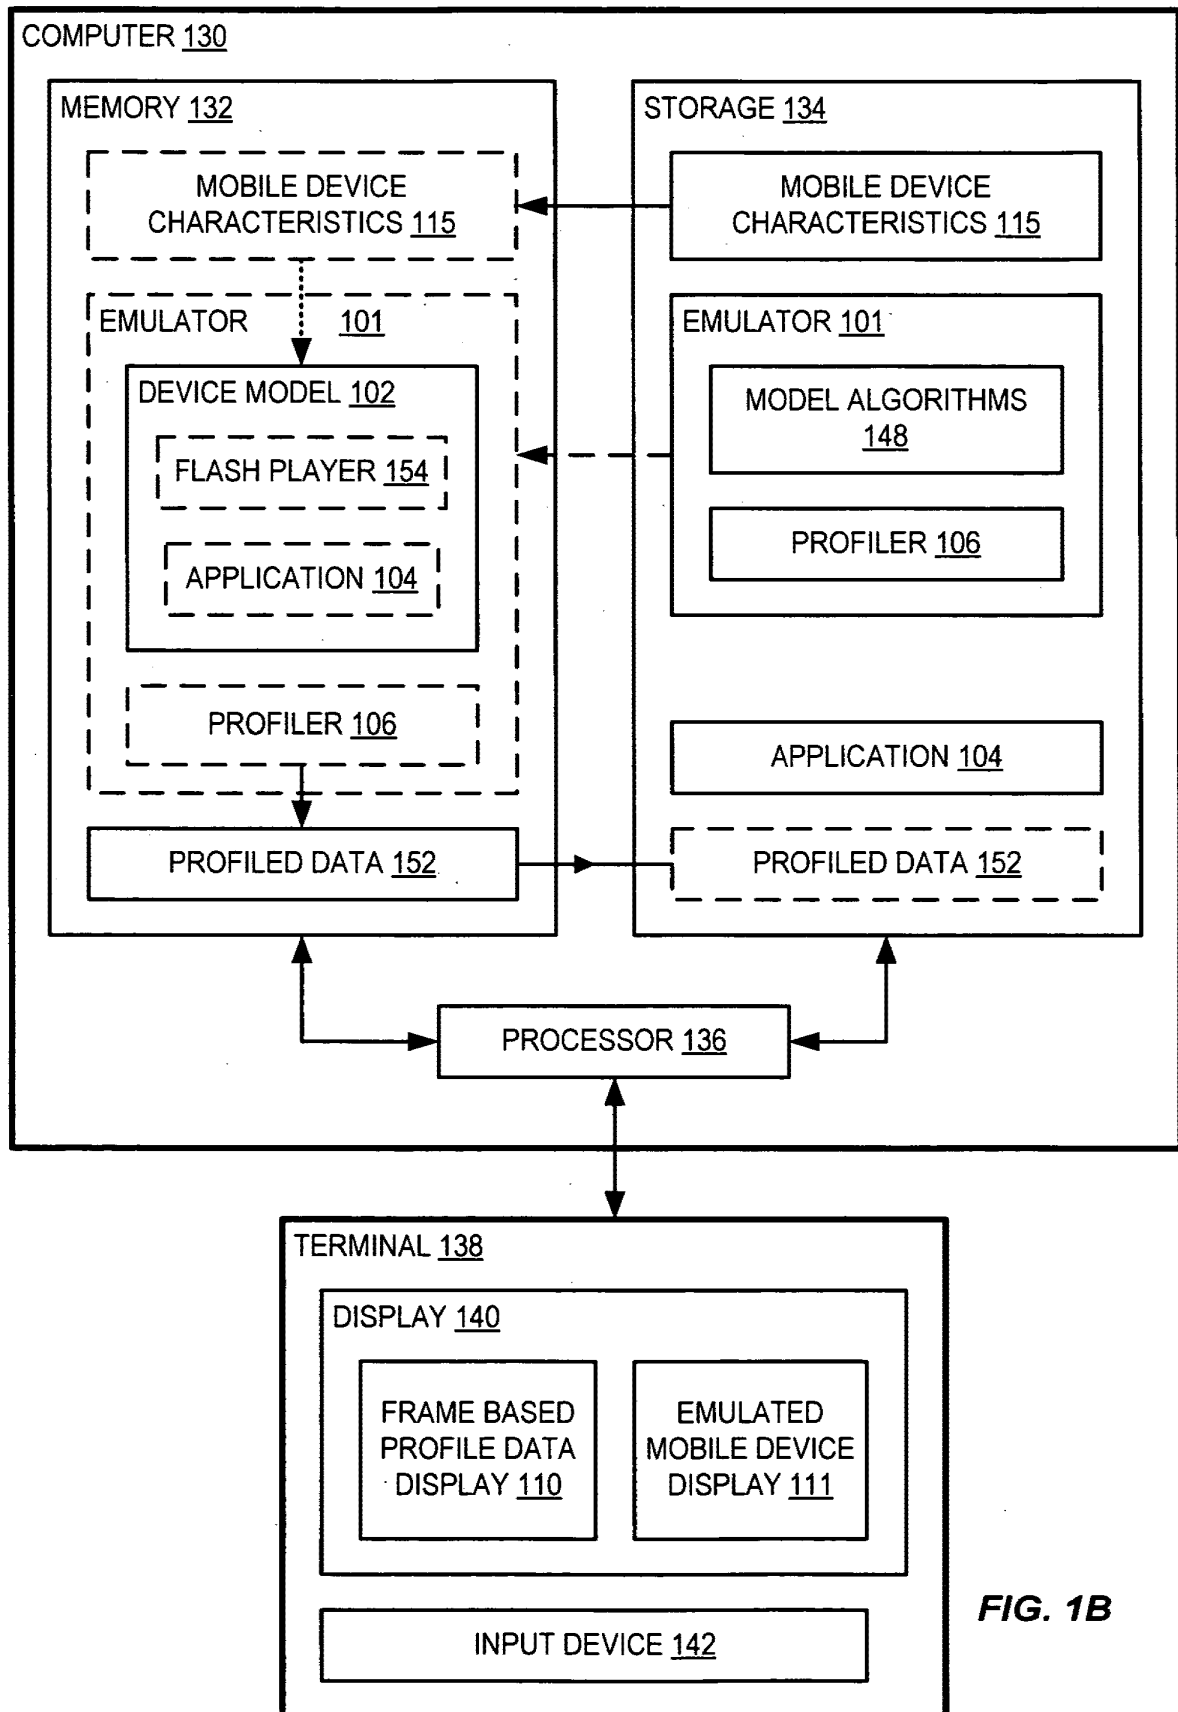 COMPUTER 130
MEMORY 132
MOBILE DEVICE
CHARACTERISTICS 115
EMULATOR 101
DEVICE MODEL 102
FLASH PLAYER 154
APPLICATION 104
PROFILER 106
PROFILED DATA 152
STORAGE 134
MOBILE DEVICE
CHARACTERISTICS 115
EMULATOR 101
MODEL ALGORITHMS
148
PROFILER 106
APPLICATION 104
PROFILED DATA 152
PROCESSOR 136
TERMINAL 138
DISPLAY 140
FRAME BASED
PROFILE DATA
DISPLAY 110
EMULATED
MOBILE DEVICE
DISPLAY 111
INPUT DEVICE 142
FIG. 1B